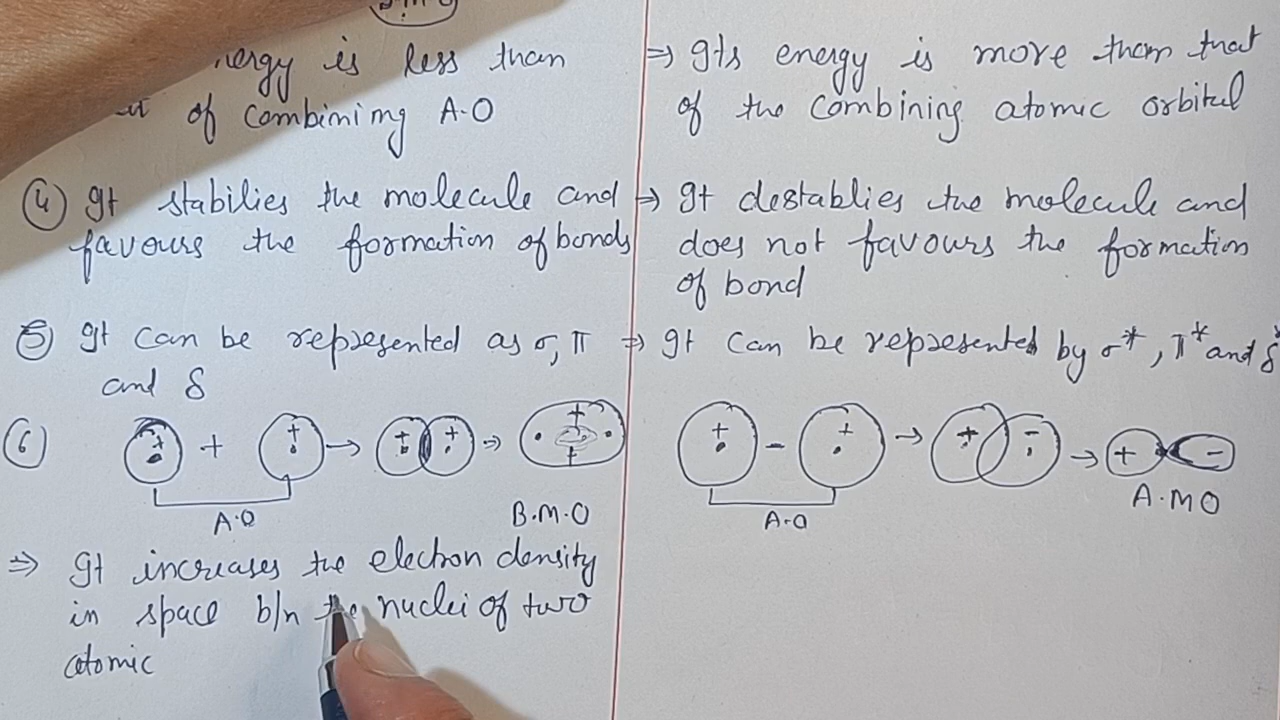 nergy is less than
of combining A-O
④ It stabilies the molecule and
favours the formation of bonds
⑤ It can be represented as σ, π
and δ
⑥ + + + → + + ⇒ + +
A.O B.M.O
⇒ It increases the electron density
in space b/n the nuclei of two
atomic
⇒ Its energy is more than that
of the combining atomic orbital
→ It destablies the molecule and
does not favours the formation
of bond
⇒ It can be represented by σ*, π* and δ*
+ - + → + - → + -
A.O A.MO